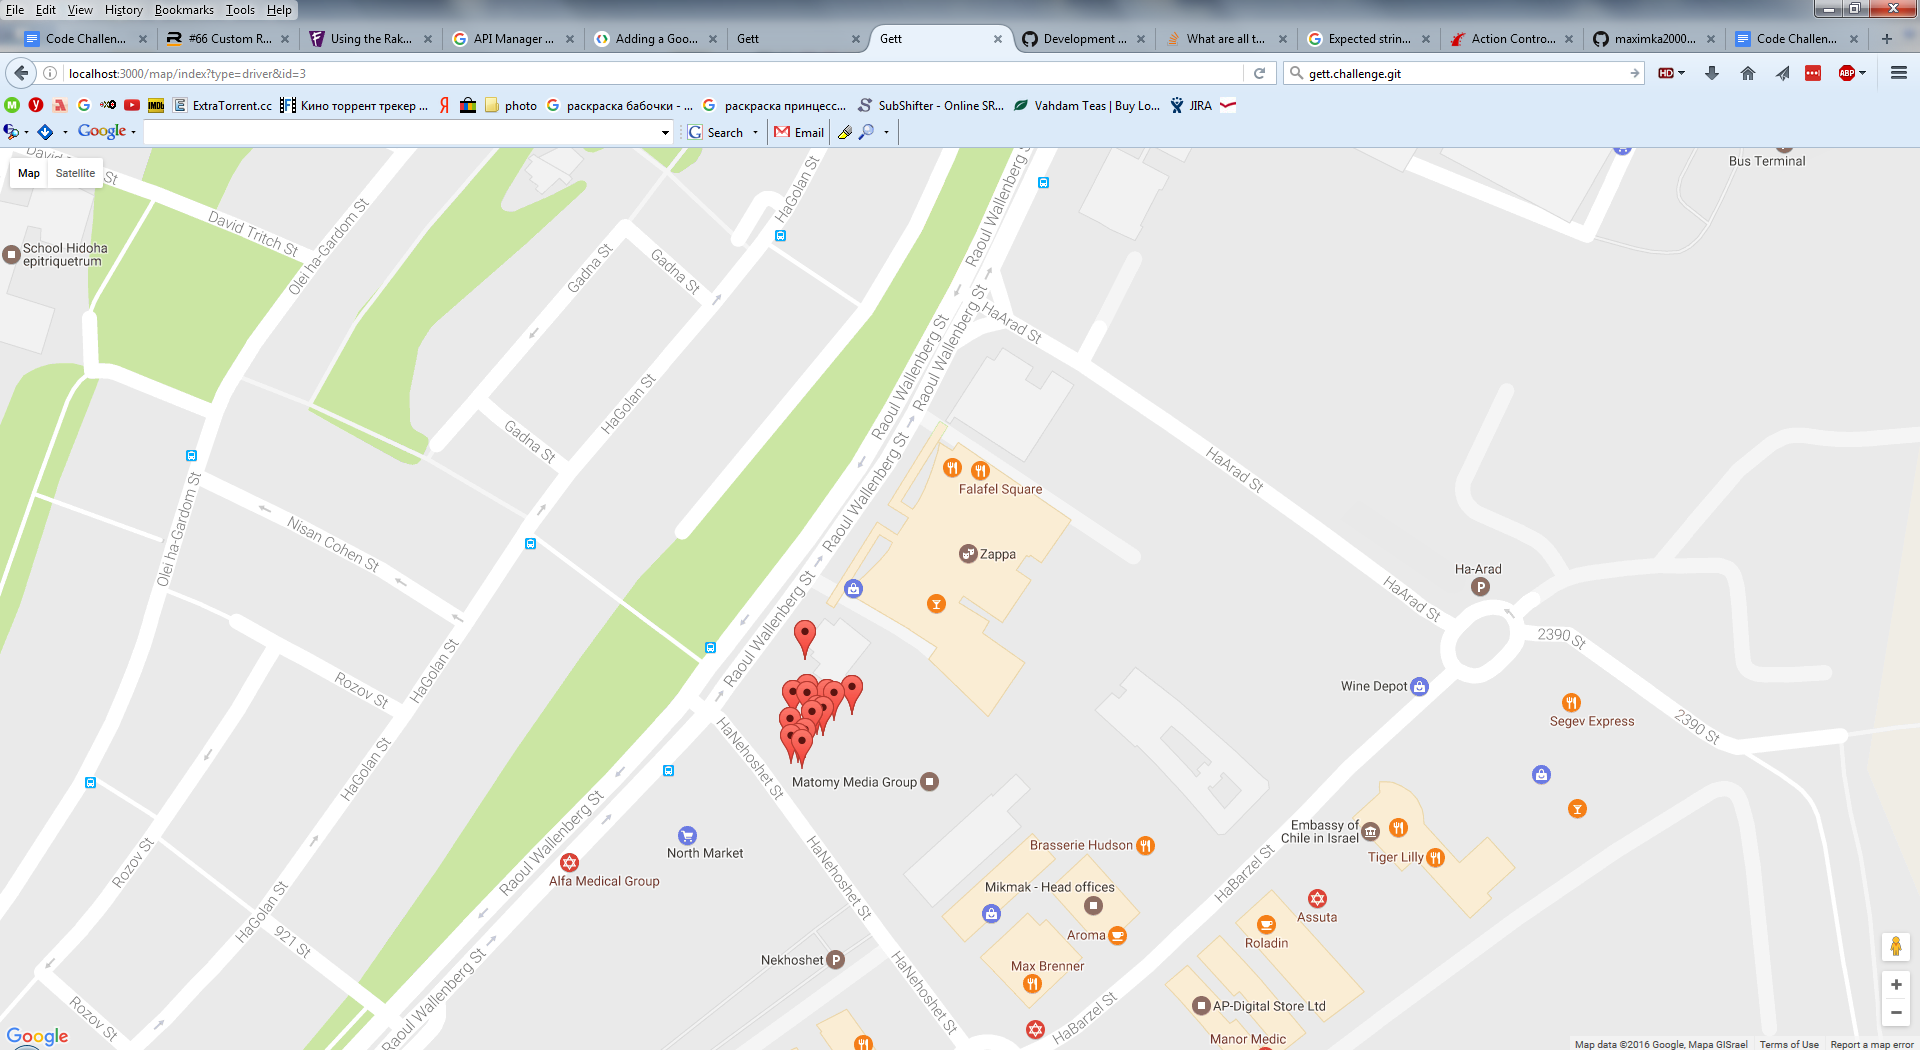 File Edit View History Bookmarks Tools Help
Code Challen...
#66 Custom R...
Using the Rak...
API Manager ...
Adding a Goo...
Gett
Gett
Development ...
What are all t...
Expected strin...
Action Contro...
maximka2000...
Code Challen...
localhost:3000/map/index?type=driver&id=3
gett.challenge.git
ExtraTorrent.cc
Кино торрент трекер ...
photo
раскраска бабочки - ...
раскраска принцесс...
SubShifter - Online SR...
Vahdam Teas | Buy Lo...
JIRA
Google
Search
Email
Map
Satellite
David Tritch St
David Tritch St
School Hidoha
epitriquetrum
Olei ha-Gardom St
Gadna St
Gadna St
HaGolan St
Raoul Wallenberg St
Raoul Wallenberg St
HaArad St
Bus Terminal
Raoul Wallenberg St
Raoul Wallenberg St
HaGolan St
Gadna St
Olei ha-Gardom St
Nisan Cohen St
Falafel Square
Zappa
HaArad St
HaArad St
Ha-Arad
2390 St
Wine Depot
Segev Express
2390 St
Rozov St
HaGolan St
Raoul Wallenberg St
HaNehoshet St
Matomy Media Group
HaGolan St
North Market
Alfa Medical Group
Raoul Wallenberg St
Rozov St
HaNehoshet St
Brasserie Hudson
Mikmak - Head offices
Aroma
Max Brenner
Embassy of
Chile in Israel
Tiger Lilly
HaBarzel St
Assuta
Roladin
HaGolan St
921 St
Nekhoshet
HaNehoshet St
HaBarzel St
AP-Digital Store Ltd
Manor Medic
Rozov St
Raoul Wallenberg St
Google
Map data ©2016 Google, Mapa GISrael
Terms of Use
Report a map error